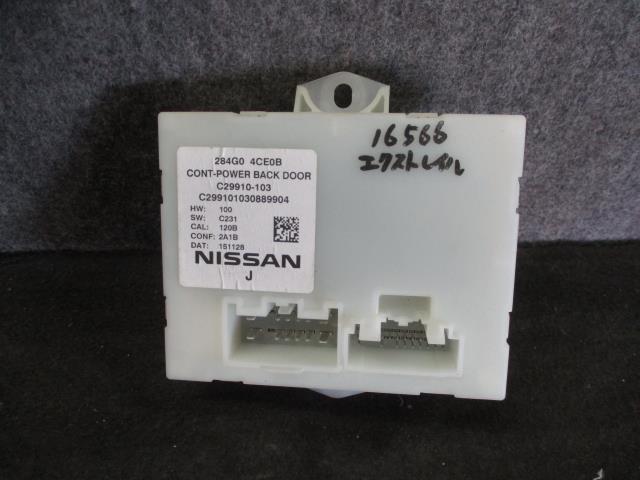 284G0 4CE0B
CONT-POWER BACK DOOR
C29910-103
C299101030889904
HW: 100
SW: C231
CAL: 120B
CONF: 2A1B
DAT: 151128
NISSAN
J
16566
エクストレイル